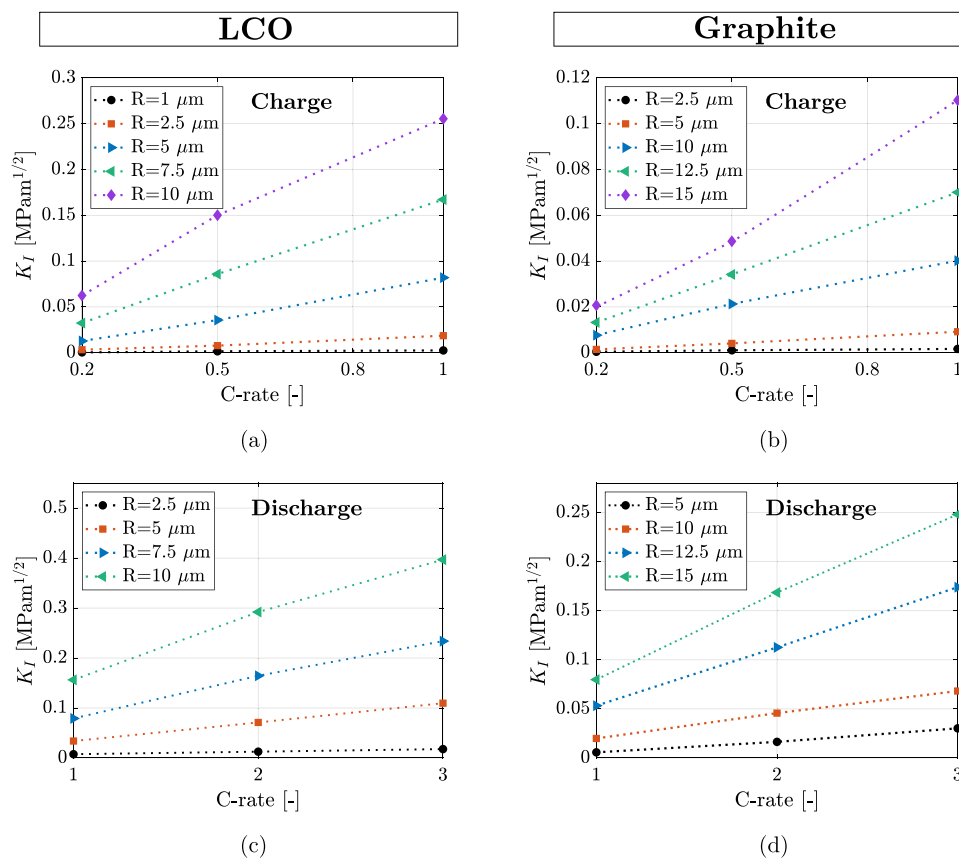 LCO
Graphite
0.3
0.25
0.2
0.15
0.1
0.05
0
K_I [MPam^{1/2}]
R=1 μm
R=2.5 μm
R=5 μm
R=7.5 μm
R=10 μm
Charge
0.2 0.5 0.8 1
C-rate [-]
(a)
0.12
0.1
0.08
0.06
0.04
0.02
0
K_I [MPam^{1/2}]
R=2.5 μm
R=5 μm
R=10 μm
R=12.5 μm
R=15 μm
Charge
0.2 0.5 0.8 1
C-rate [-]
(b)
0.5
0.4
0.3
0.2
0.1
0
K_I [MPam^{1/2}]
R=2.5 μm
R=5 μm
R=7.5 μm
R=10 μm
Discharge
1 2 3
C-rate [-]
(c)
0.25
0.2
0.15
0.1
0.05
0
K_I [MPam^{1/2}]
R=5 μm
R=10 μm
R=12.5 μm
R=15 μm
Discharge
1 2 3
C-rate [-]
(d)